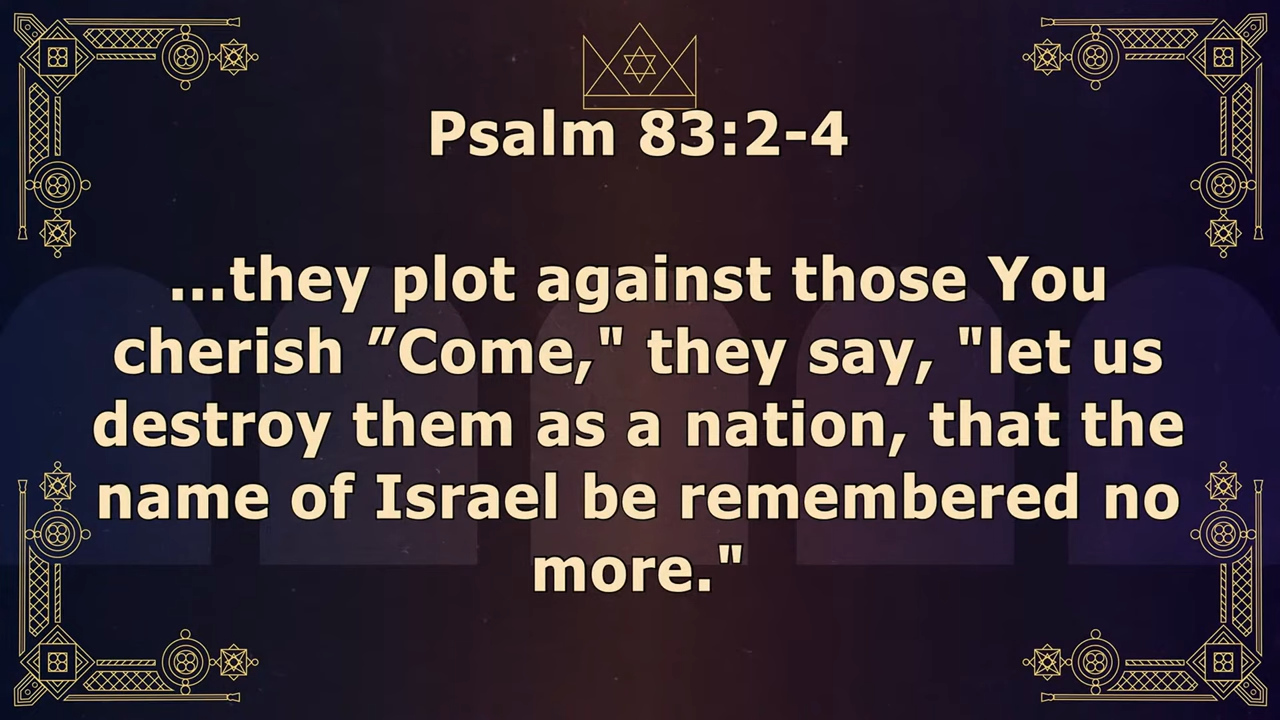 Psalm 83:2-4
...they plot against those You
cherish ”Come," they say, "let us
destroy them as a nation, that the
name of Israel be remembered no
more."